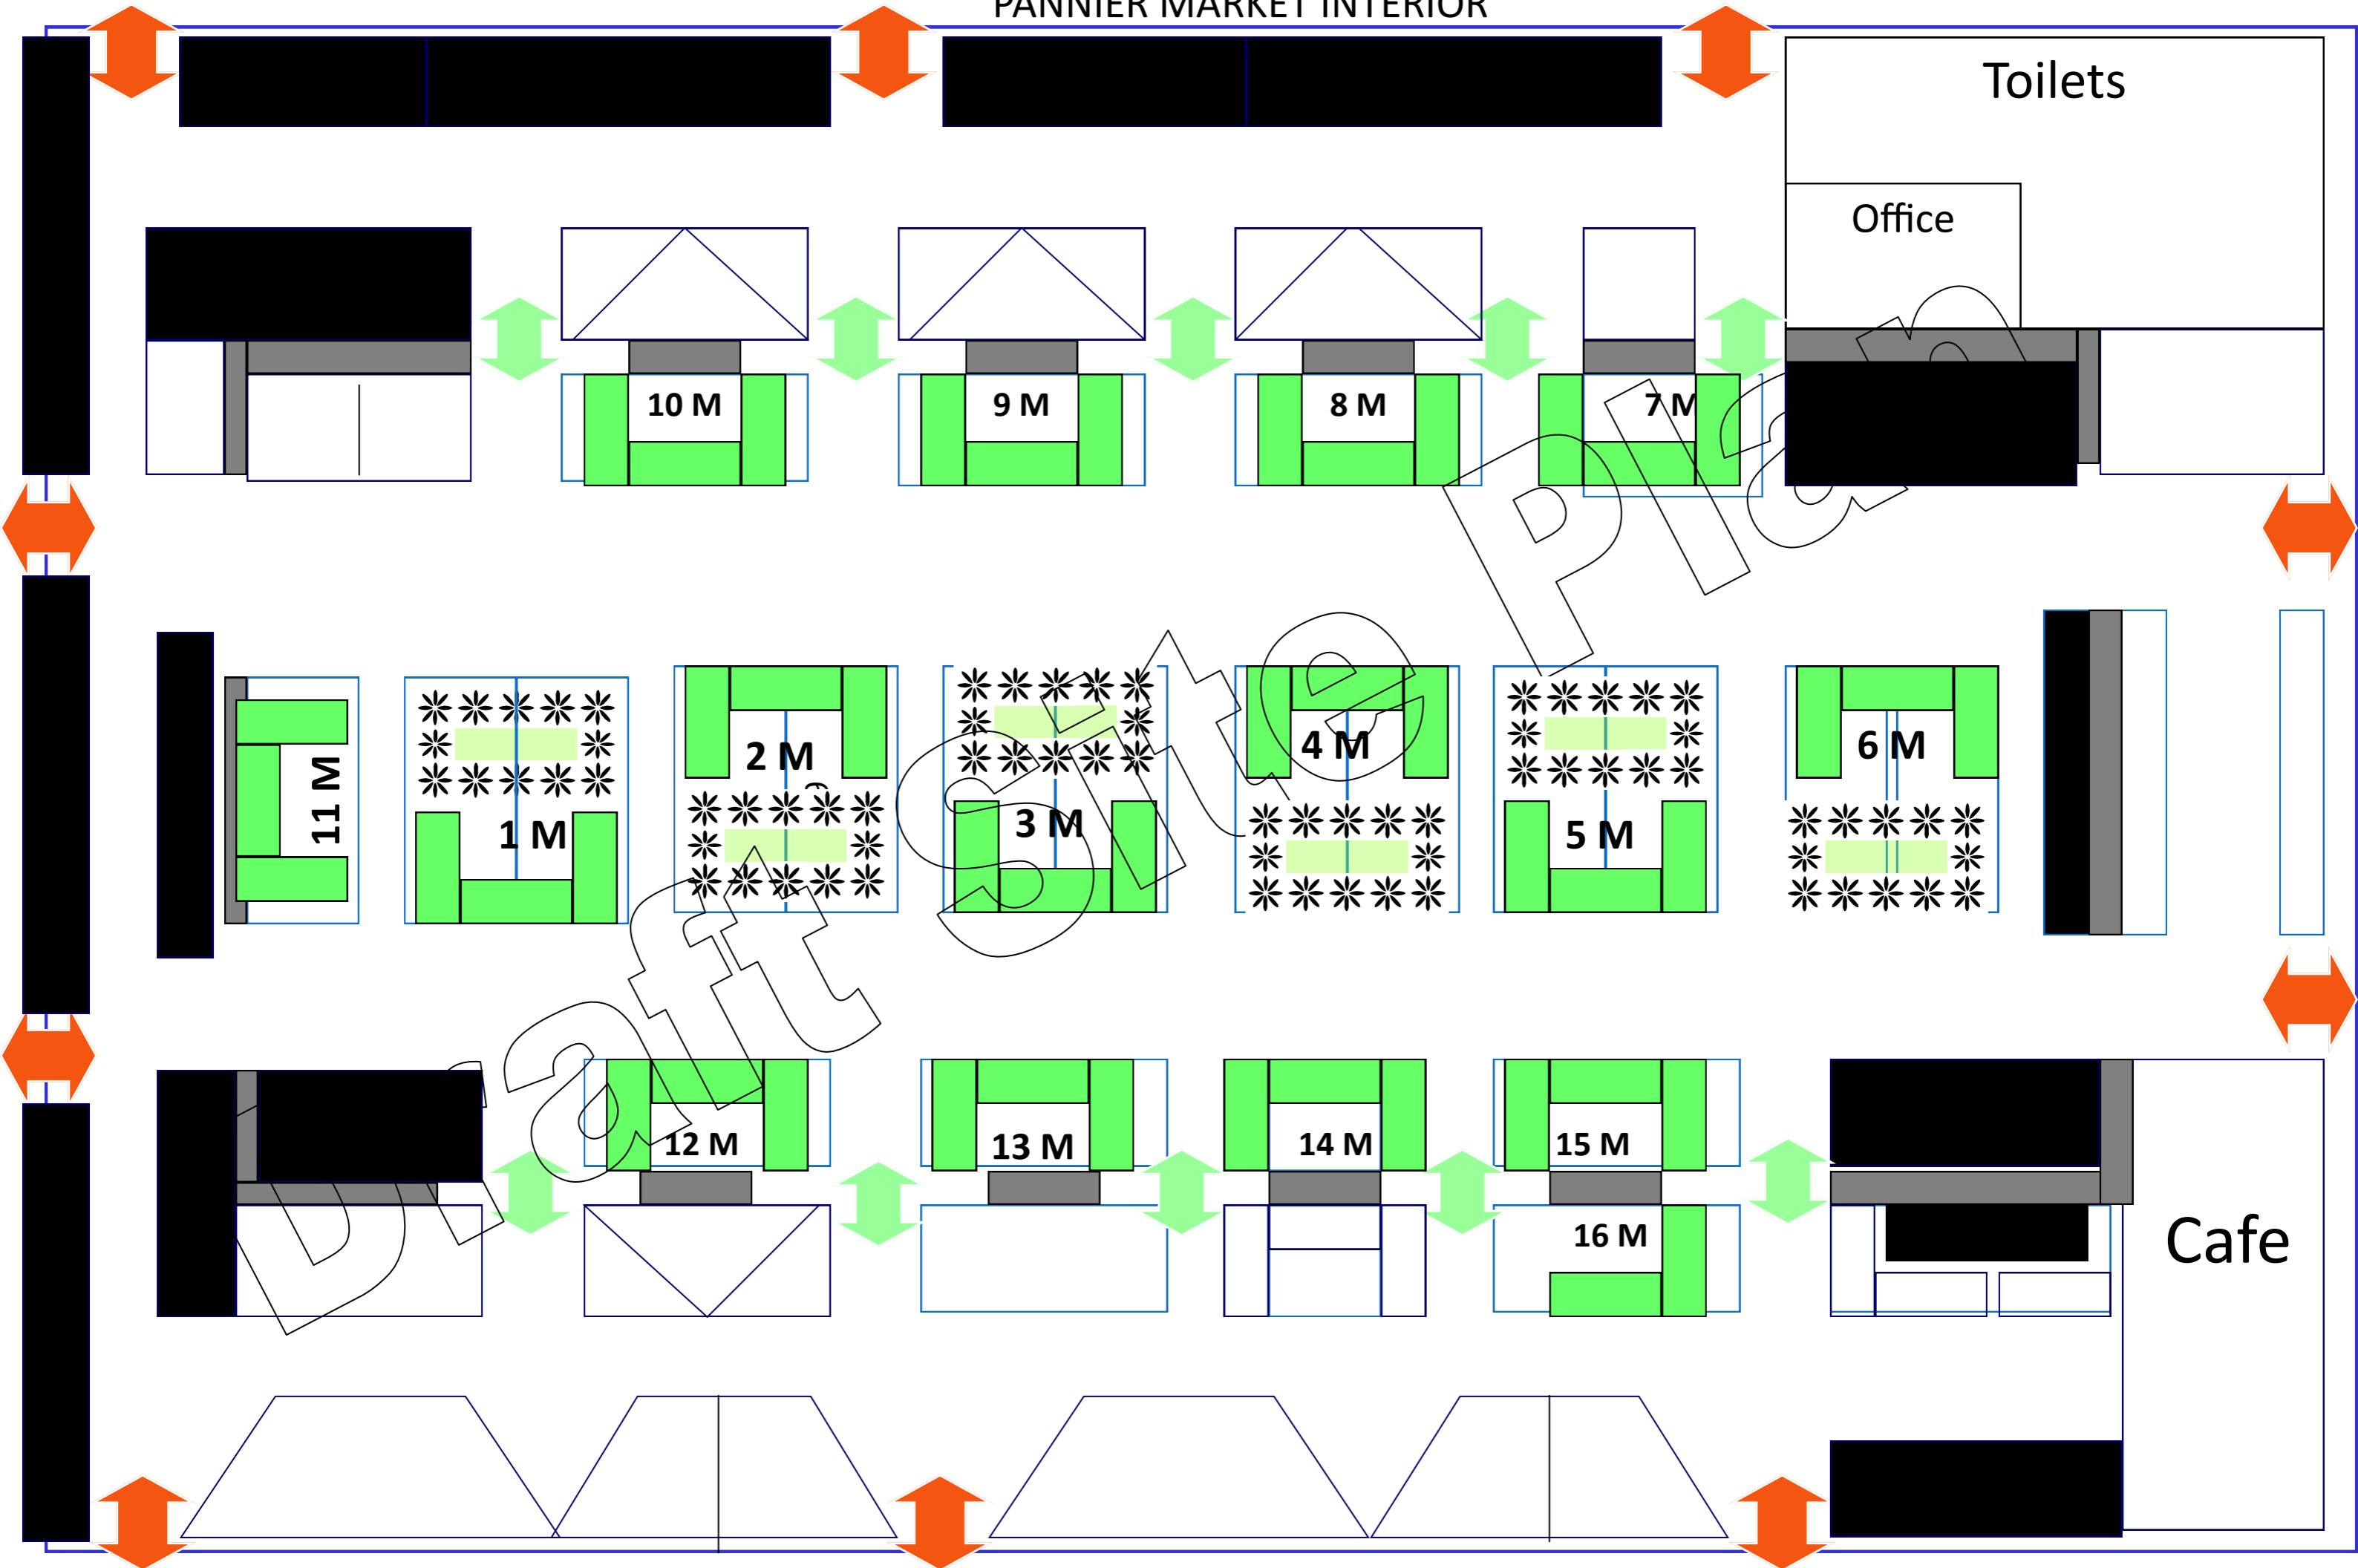 PANNIER MARKET INTERIOR
Toilets
Office
10 M
9 M
8 M
7 M
11 M
1 M
2 M
3 M
4 M
5 M
6 M
12 M
13 M
14 M
15 M
16 M
Cafe
Draft Site Plan